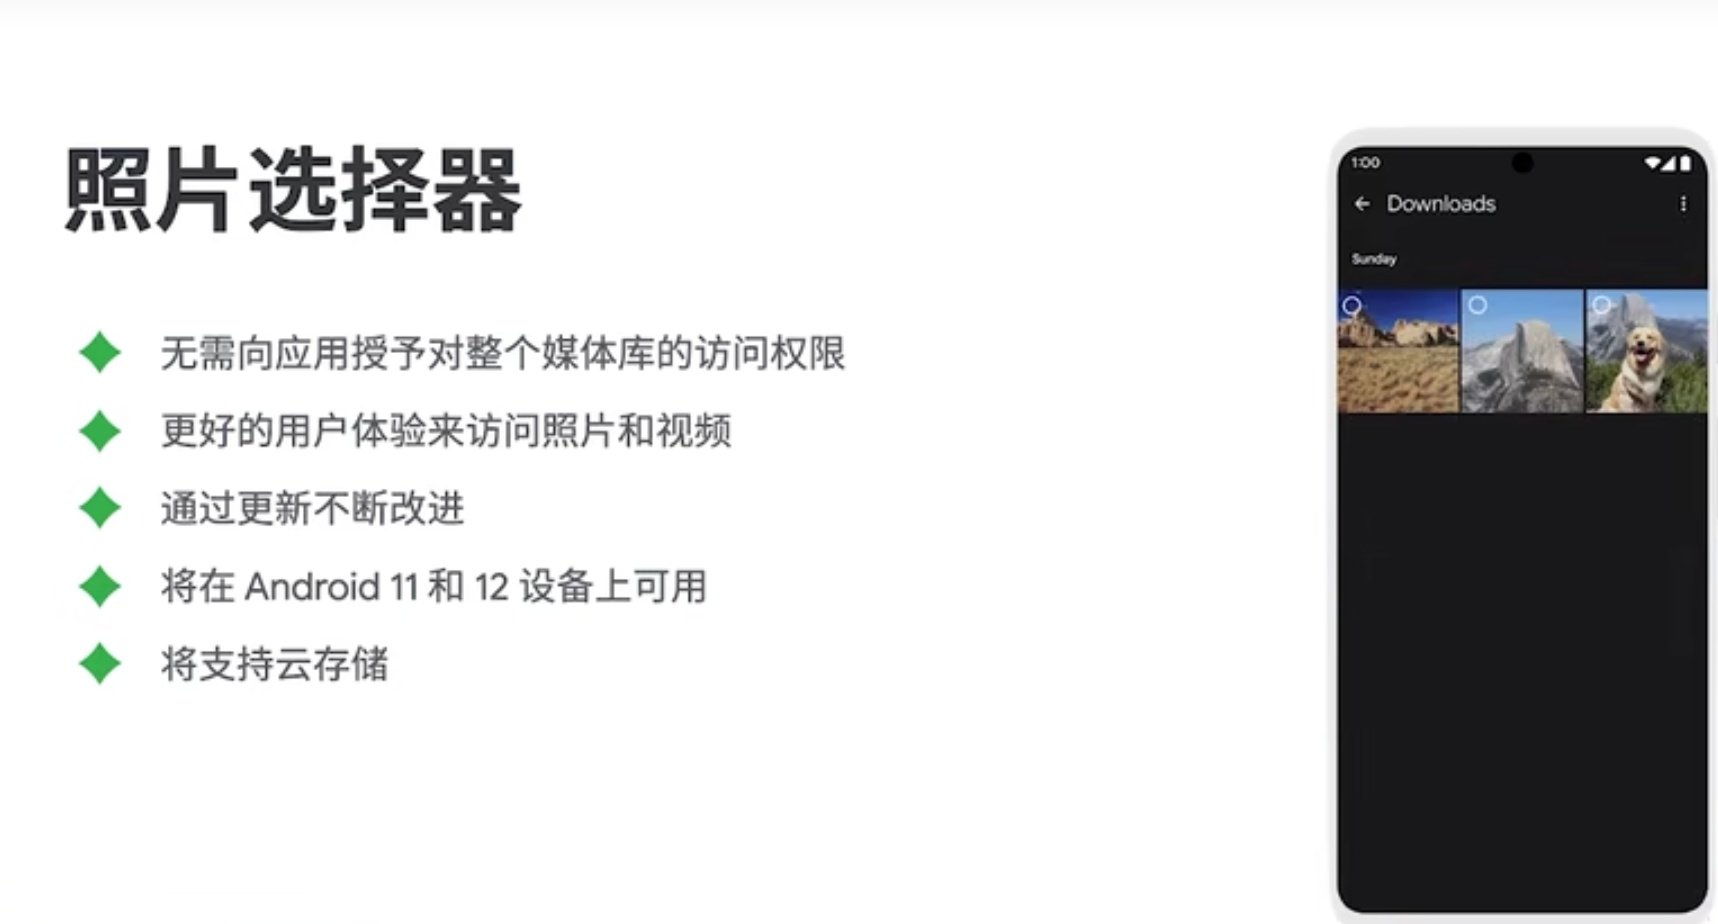 照片选择器
无需向应用授予对整个媒体库的访问权限
更好的用户体验来访问照片和视频
通过更新不断改进
将在 Android 11 和 12 设备上可用
将支持云存储
1:00
Downloads
Sunday